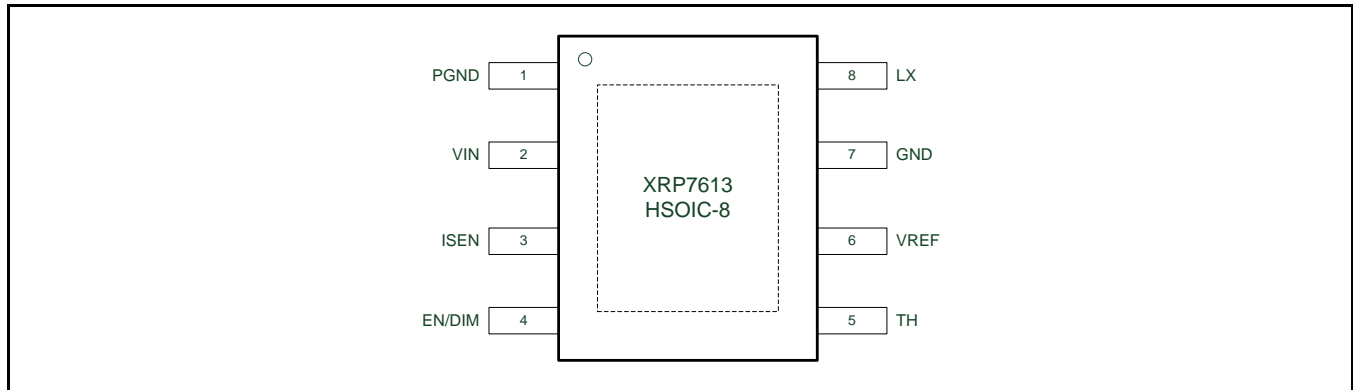 PGND 1
VIN 2
ISEN 3
EN/DIM 4
XRP7613
HSOIC-8
8 LX
7 GND
6 VREF
5 TH